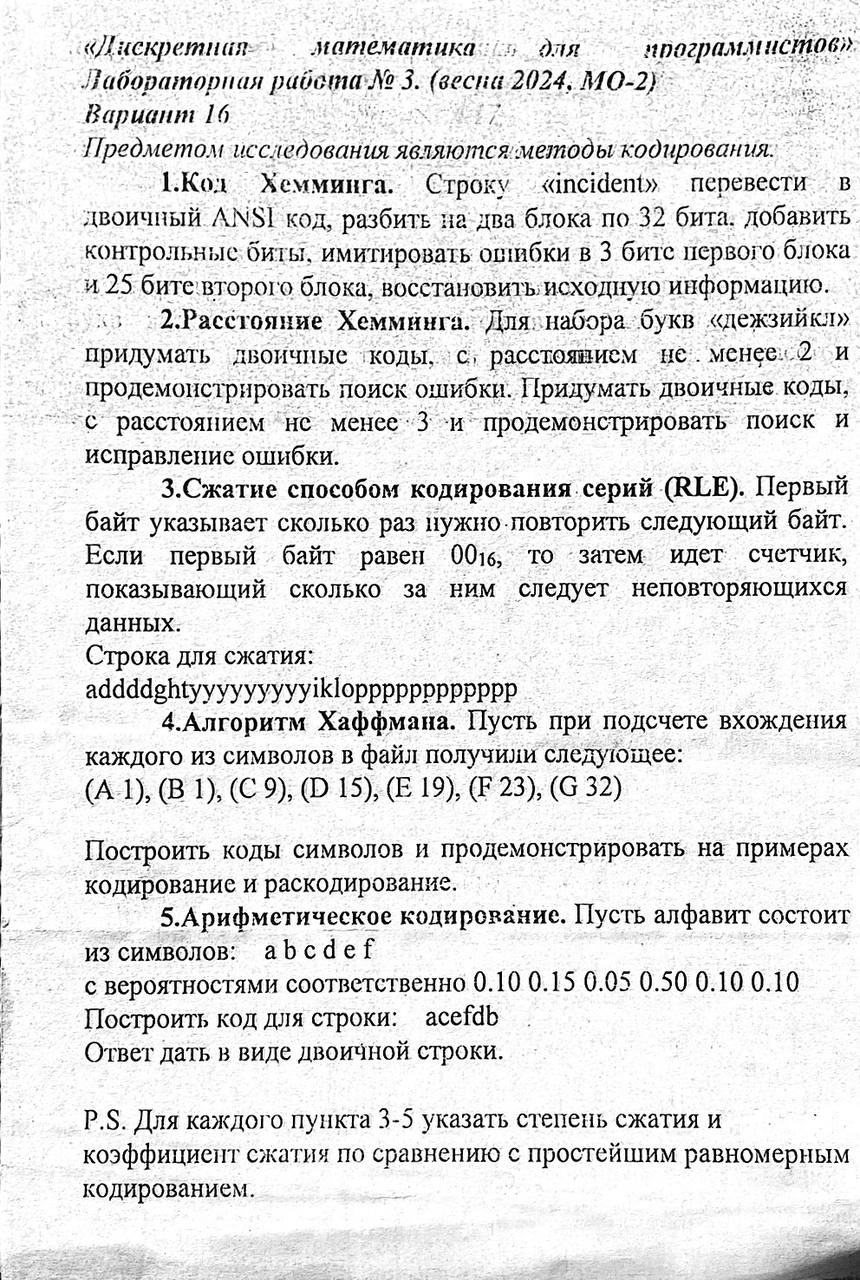 «Дискретная математика для программистов»
Лабораторная работа № 3. (весна 2024, МО-2)
Вариант 16
Предметом исследования являются методы кодирования.
1.Код Хемминга. Строку «incident» перевести в
двоичный ANSI код, разбить на два блока по 32 бита, добавить
контрольные биты, имитировать ошибки в 3 бите первого блока
и 25 бите второго блока, восстановить исходную информацию.
2.Расстояние Хемминга. Для набора букв «дежзийкл»
придумать двоичные коды, с расстоянием не менее 2 и
продемонстрировать поиск ошибки. Придумать двоичные коды,
с расстоянием не менее 3 и продемонстрировать поиск и
исправление ошибки.
3.Сжатие способом кодирования серий (RLE). Первый
байт указывает сколько раз нужно повторить следующий байт.
Если первый байт равен 00₁₆, то затем идет счетчик,
показывающий сколько за ним следует неповторяющихся
данных.
Строка для сжатия:
addddghtyyyyyyyyyikloppppppppppp
4.Алгоритм Хаффмана. Пусть при подсчете вхождения
каждого из символов в файл получили следующее:
(A 1), (B 1), (C 9), (D 15), (E 19), (F 23), (G 32)
Построить коды символов и продемонстрировать на примерах
кодирование и раскодирование.
5.Арифметическое кодирование. Пусть алфавит состоит
из символов: a b c d e f
с вероятностями соответственно 0.10 0.15 0.05 0.50 0.10 0.10
Построить код для строки: acefdb
Ответ дать в виде двоичной строки.
P.S. Для каждого пункта 3-5 указать степень сжатия и
коэффициент сжатия по сравнению с простейшим равномерным
кодированием.